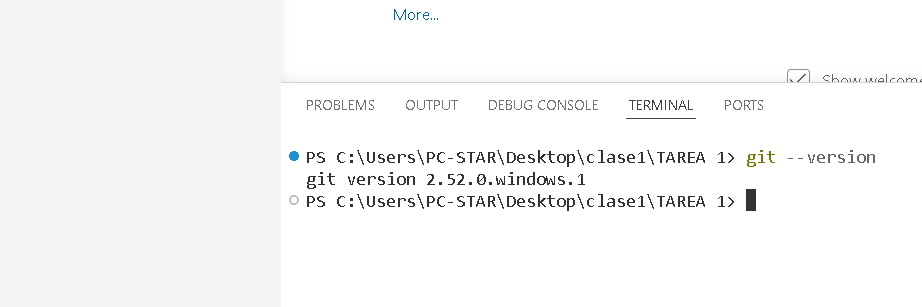 More...
Show welcome
PROBLEMS OUTPUT DEBUG CONSOLE TERMINAL PORTS
PS C:\Users\PC-STAR\Desktop\clase1\TAREA 1> git --version
git version 2.52.0.windows.1
PS C:\Users\PC-STAR\Desktop\clase1\TAREA 1>